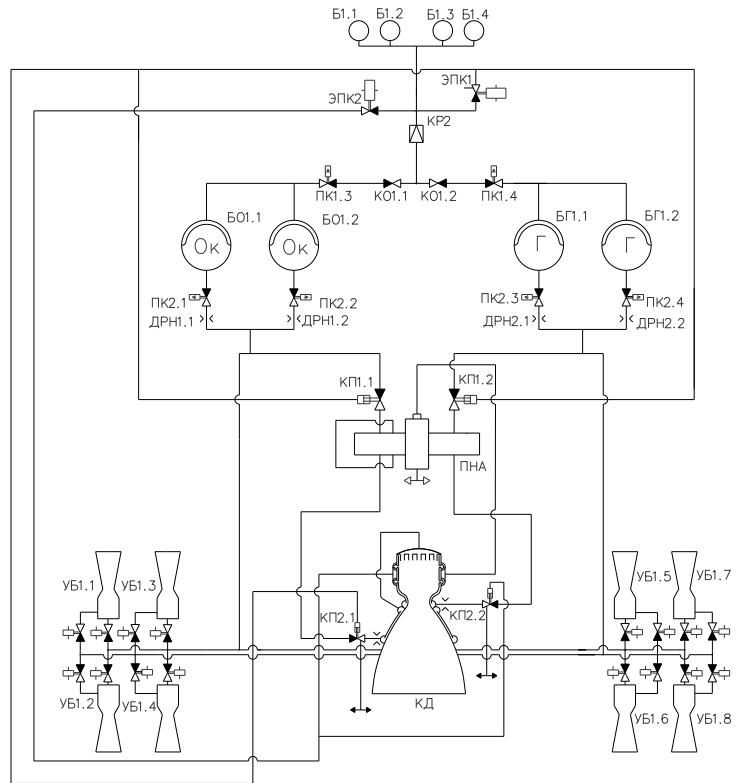 Б1.1 Б1.2 Б1.3 Б1.4
ЭПК2 ЭПК1
КР2
ПК1.3 КО1.1 КО1.2 ПК1.4
БО1.1 БО1.2 БГ1.1 БГ1.2
Ок Ок Г Г
ПК2.1 ПК2.2 ПК2.3 ПК2.4
ДРН1.1 ДРН1.2 ДРН2.1 ДРН2.2
КП1.1 КП1.2
ПНА
УБ1.1 УБ1.3 УБ1.5 УБ1.7
КП2.1 КП2.2
УБ1.2 УБ1.4 КД УБ1.6 УБ1.8